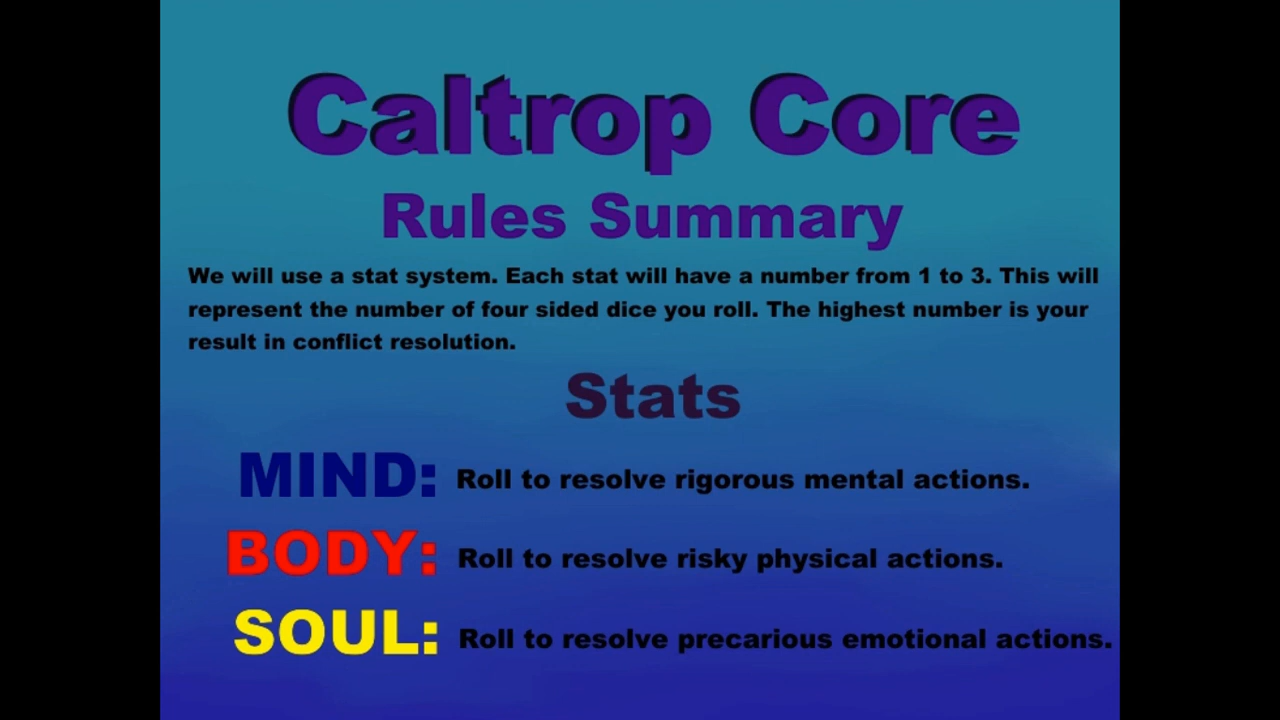 Caltrop Core
Rules Summary
We will use a stat system. Each stat will have a number from 1 to 3. This will
represent the number of four sided dice you roll. The highest number is your
result in conflict resolution.
Stats
MIND: Roll to resolve rigorous mental actions.
BODY: Roll to resolve risky physical actions.
SOUL: Roll to resolve precarious emotional actions.